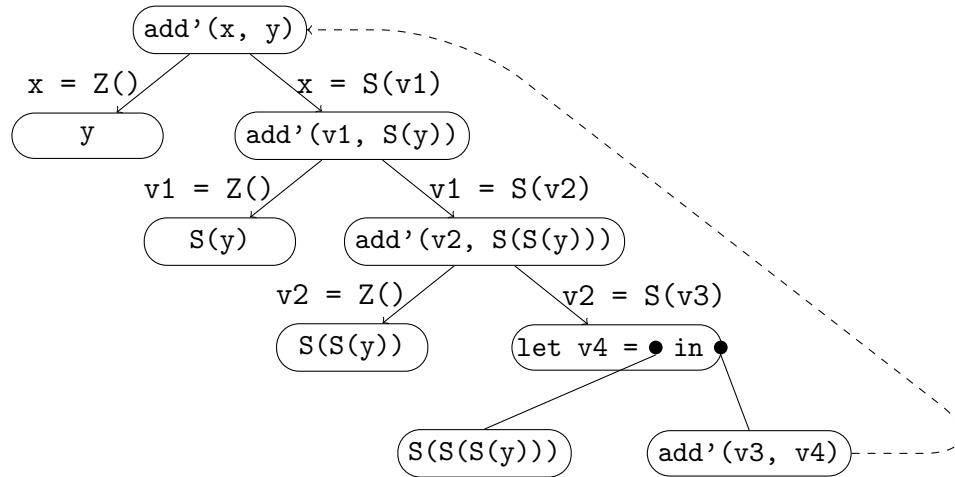 add'(x, y)
x = Z()
x = S(v1)
y
add'(v1, S(y))
v1 = Z()
v1 = S(v2)
S(y)
add'(v2, S(S(y)))
v2 = Z()
v2 = S(v3)
S(S(y))
let v4 = ● in ●
S(S(S(y)))
add'(v3, v4)